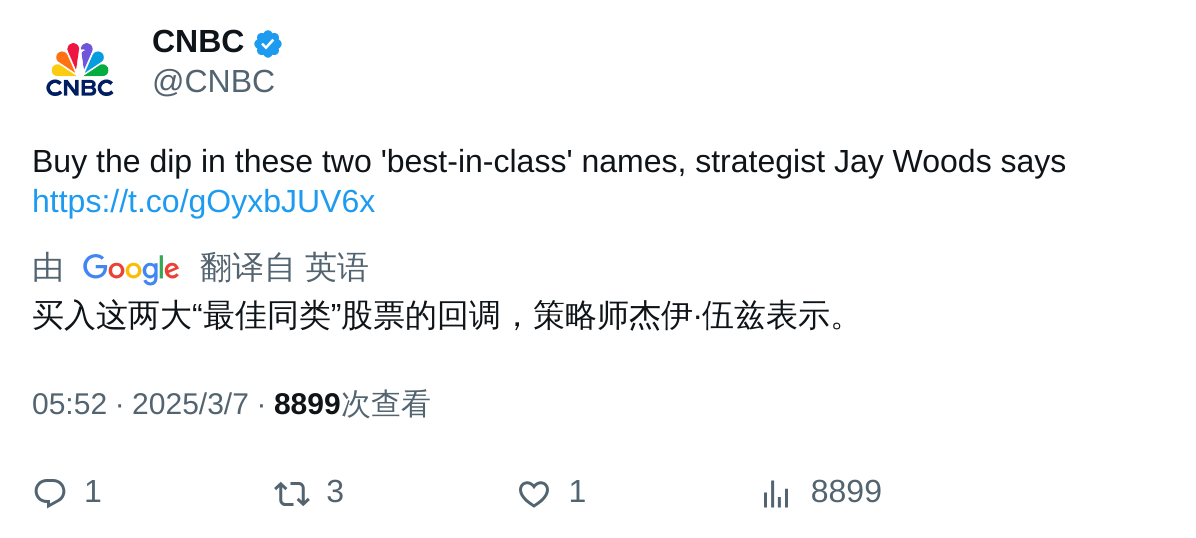 CNBC
CNBC
@CNBC
Buy the dip in these two 'best-in-class' names, strategist Jay Woods says
https://t.co/gOyxbJUV6x
由 Google 翻译自 英语
买入这两大“最佳同类”股票的回调，策略师杰伊·伍兹表示。
05:52 · 2025/3/7 · 8899次查看
1 3 1 8899